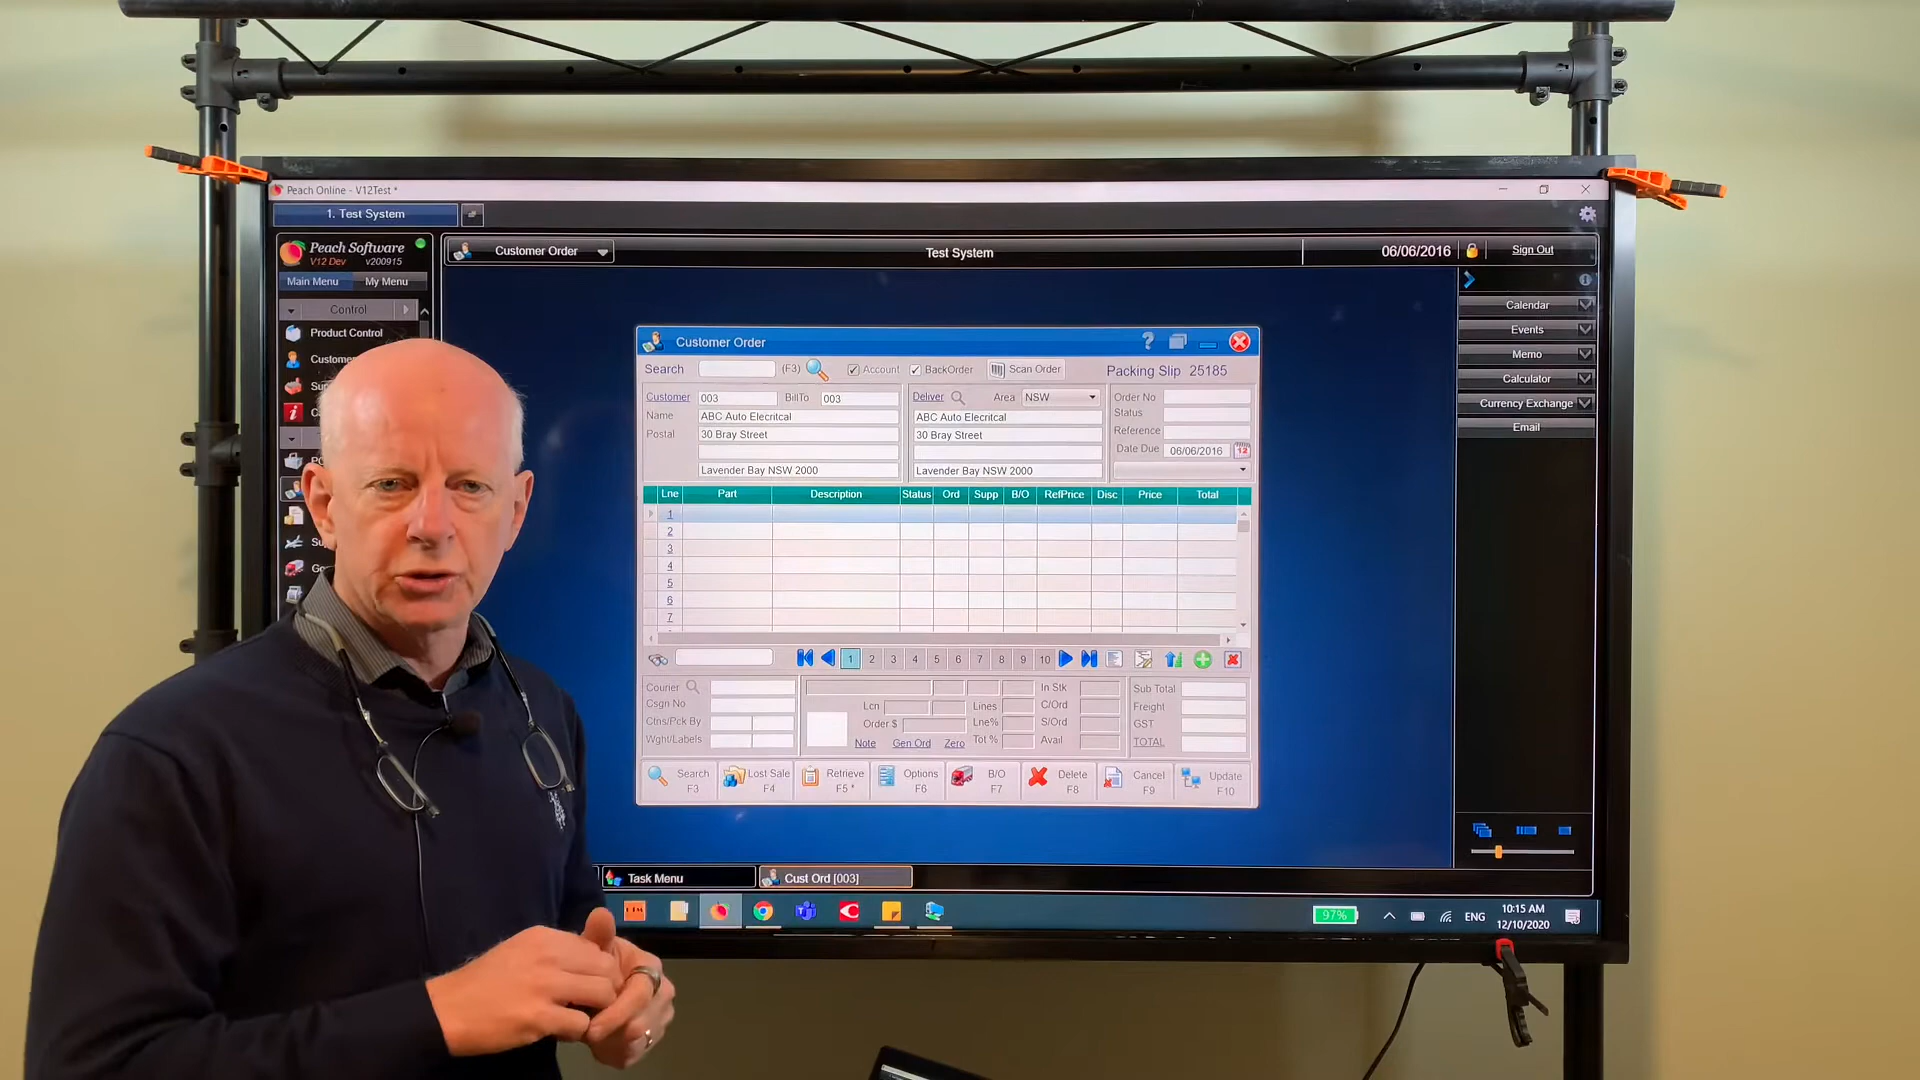 Peach Online - V12Test *
1. Test System
Peach Software
V12 Dev v200915
Main Menu My Menu
Control
Product Control
Custome
Customer Order
Test System
06/06/2016
Sign Out
Calendar
Events
Memo
Calculator
Currency Exchange
Email
Customer Order
Search (F3) Account BackOrder Scan Order Packing Slip 25185
Customer 003 BillTo 003 Deliver Area NSW Order No
Name ABC Auto Elecritcal ABC Auto Elecritcal Status
Postal 30 Bray Street 30 Bray Street Reference
Date Due 06/06/2016 12
Lavender Bay NSW 2000 Lavender Bay NSW 2000
Lne Part Description Status Ord Supp B/O RefPrice Disc Price Total
1
2
3
4
5
6
7
1 2 3 4 5 6 7 8 9 10
Courier In Stk Sub Total
Csgn No Lcn Lines C/Ord Freight
Ctns/Pck By Order $ Lne% S/Ord GST
Wght/Labels Note Gen Ord Zero Tot % Avail TOTAL
Search Lost Sale Retrieve Options B/O Delete Cancel Update
F3 F4 F5 * F6 F7 F8 F9 F10
Task Menu Cust Ord [003]
97% ENG 10:15 AM
12/10/2020